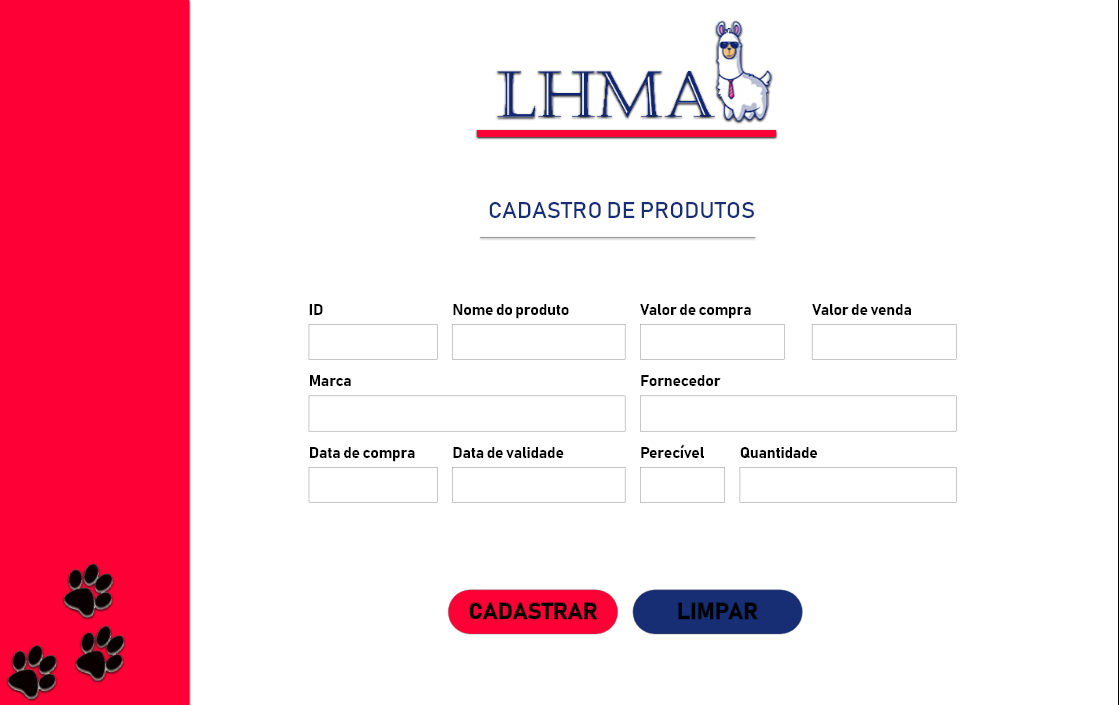 LHMA
CADASTRO DE PRODUTOS
ID Nome do produto Valor de compra Valor de venda
Marca Fornecedor
Data de compra Data de validade Perecível Quantidade
CADASTRAR LIMPAR